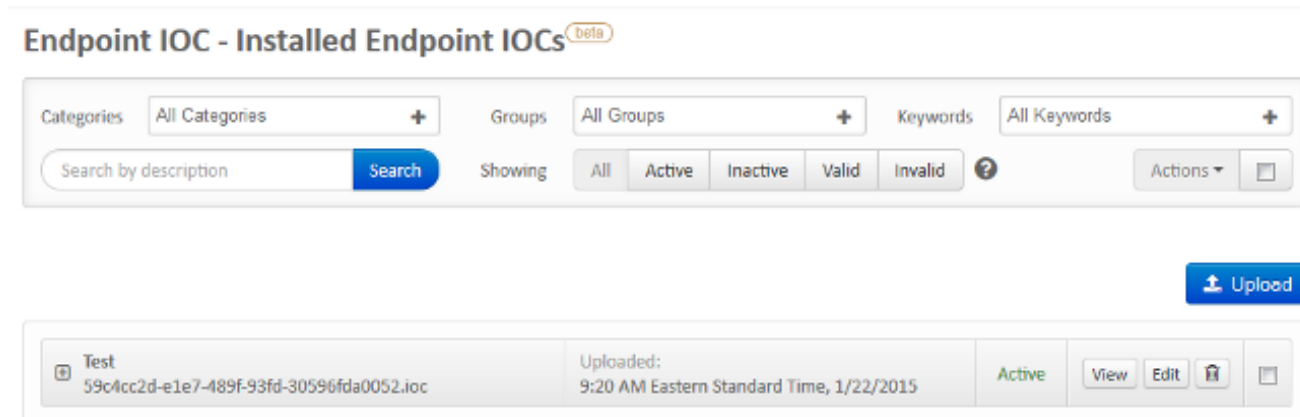 Endpoint IOC - Installed Endpoint IOCs beta
Categories All Categories + Groups All Groups + Keywords All Keywords +
Search by description Search Showing All Active Inactive Valid Invalid ? Actions
Upload
Test
59c4cc2d-e1e7-489f-93fd-30596fda0052.ioc
Uploaded:
9:20 AM Eastern Standard Time, 1/22/2015
Active View Edit